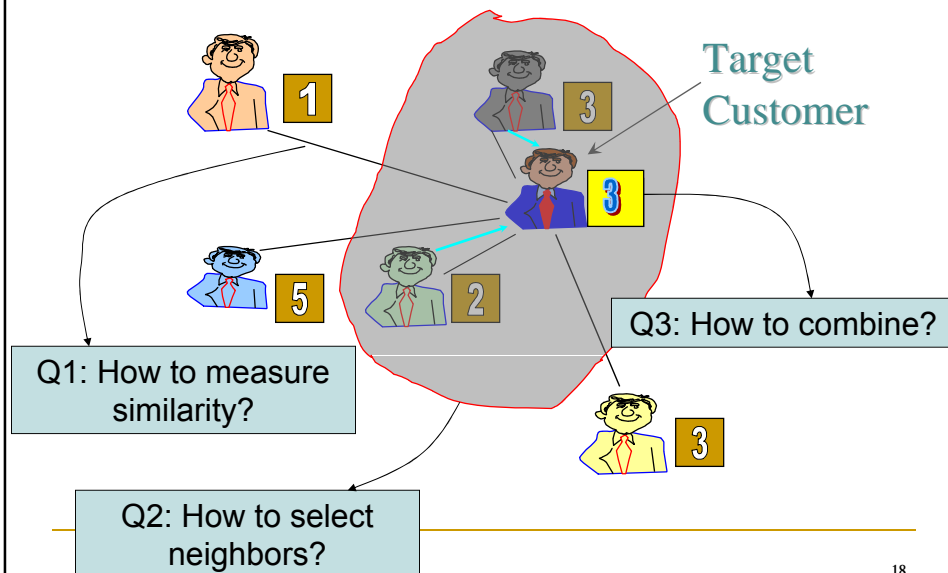 1
3
Target
Customer
3
5
2
Q3: How to combine?
Q1: How to measure
similarity?
3
Q2: How to select
neighbors?
18